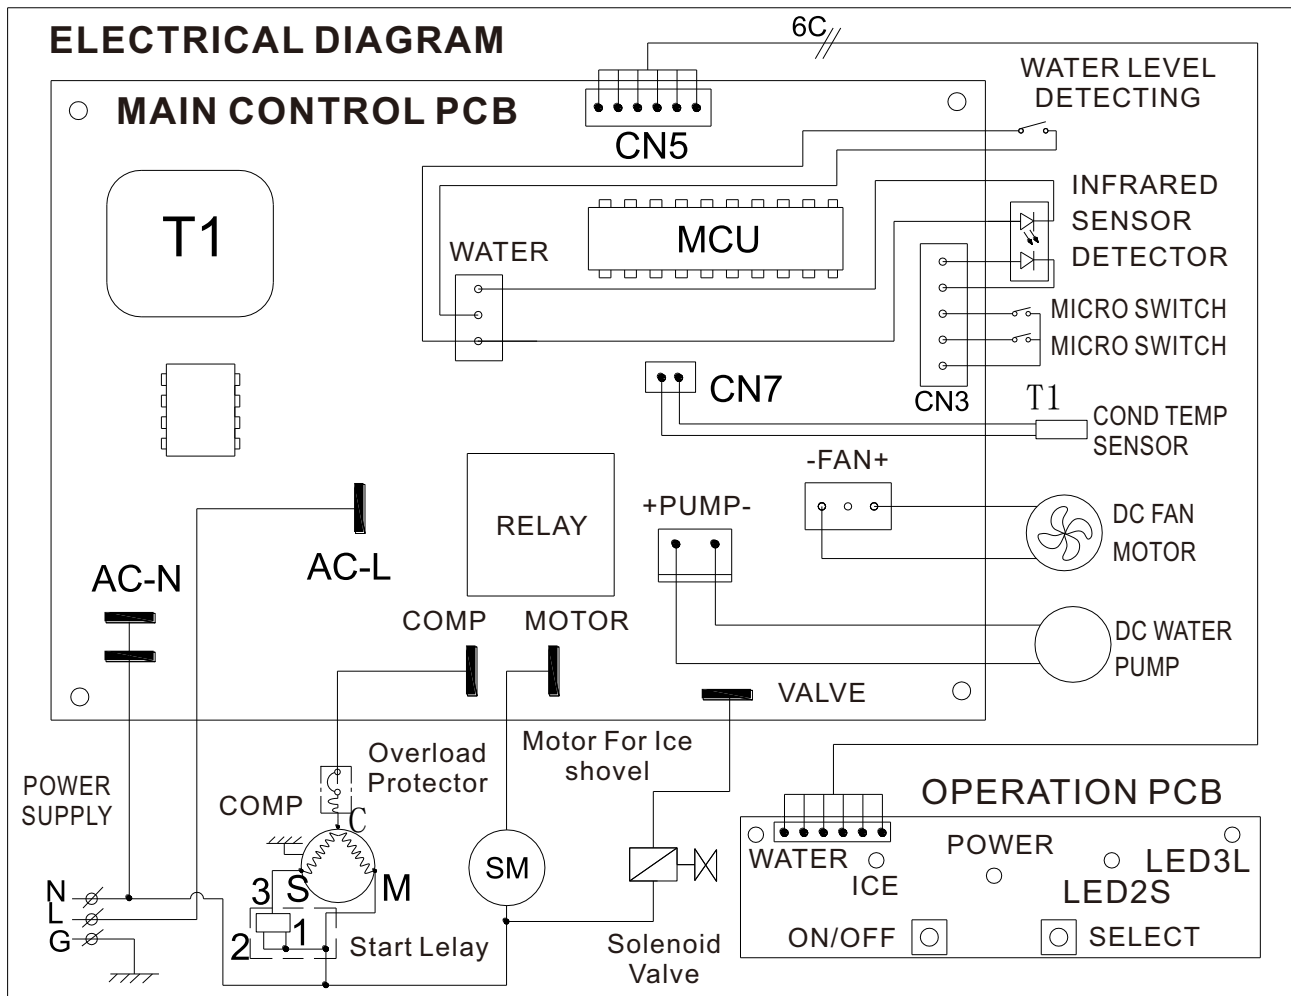 ELECTRICAL DIAGRAM
6C
MAIN CONTROL PCB
CN5
WATER LEVEL
DETECTING
T1
MCU
WATER
INFRARED
SENSOR
DETECTOR
MICRO SWITCH
MICRO SWITCH
CN7
CN3
T1
COND TEMP
SENSOR
-FAN+
+PUMP-
RELAY
DC FAN
MOTOR
AC-N
AC-L
COMP
MOTOR
DC WATER
PUMP
VALVE
Overload
Protector
Motor For Ice
shovel
POWER
SUPPLY
COMP
C
OPERATION PCB
SM
WATER
ICE
POWER
LED2S
LED3L
N
L
G
3
S
M
1
2
Start Lelay
Solenoid
Valve
ON/OFF
SELECT